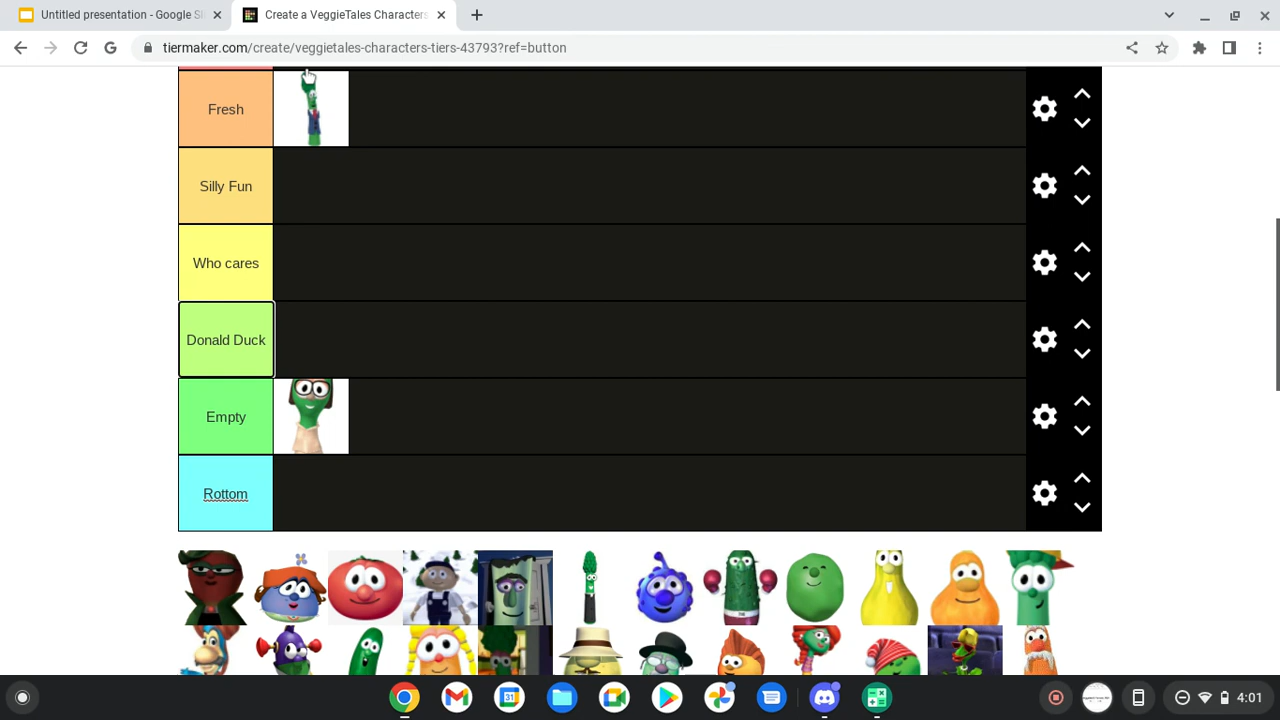 Untitled presentation - Google Sl
Create a VeggieTales Characters
tiermaker.com/create/veggietales-characters-tiers-43793?ref=button
Fresh
Silly Fun
Who cares
Donald Duck
Empty
Rottom
31
4:01